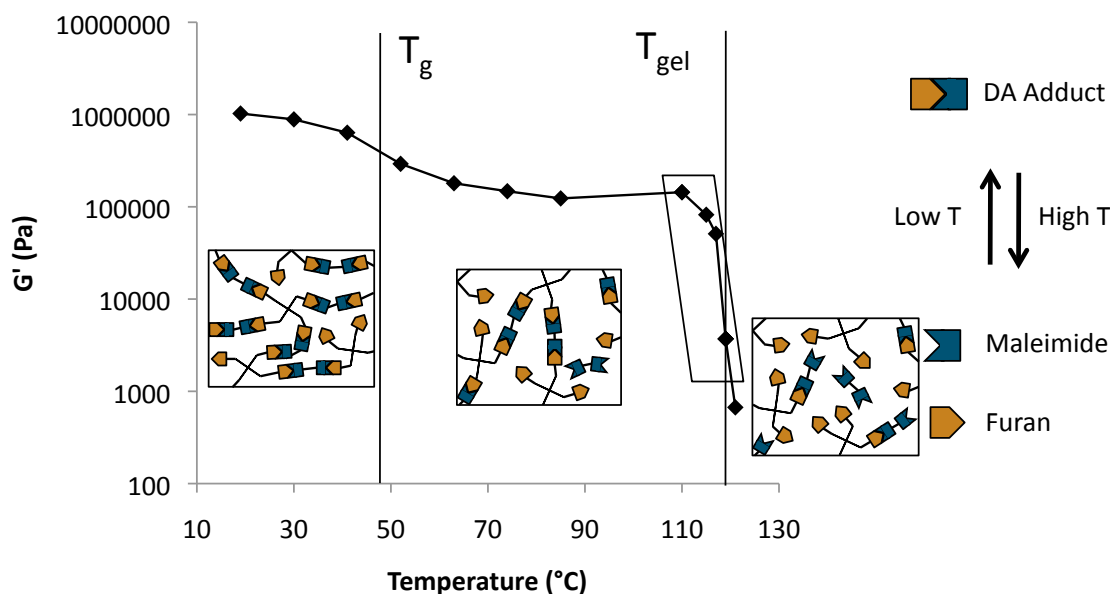 10000000
1000000
100000
10000
1000
100
G' (Pa)
10
30
50
70
90
110
130
Temperature (°C)
Tg
Tgel
DA Adduct
Low T
High T
Maleimide
Furan